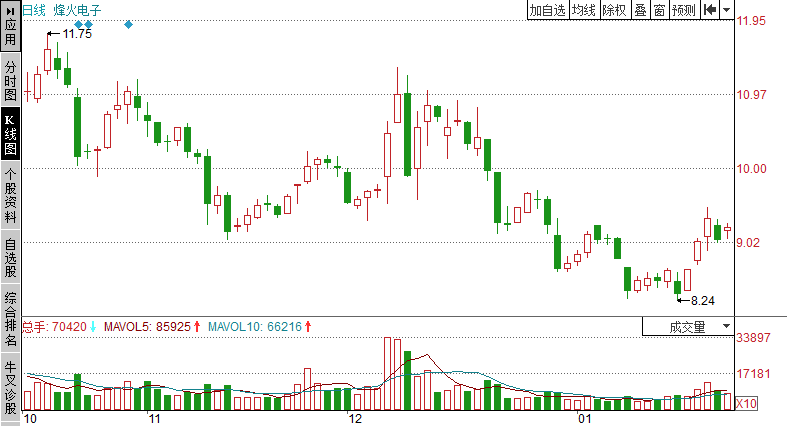 日线 烽火电子
加自选 均线 除权 叠 窗 预测
应用
分时图
K线图
个股资料
自选股
综合排名
牛叉诊股
11.75
11.95
10.97
10.00
9.02
8.24
总手: 70420 MAVOL5: 85925 MAVOL10: 66216
成交量
33897
17181
X10
10 11 12 01